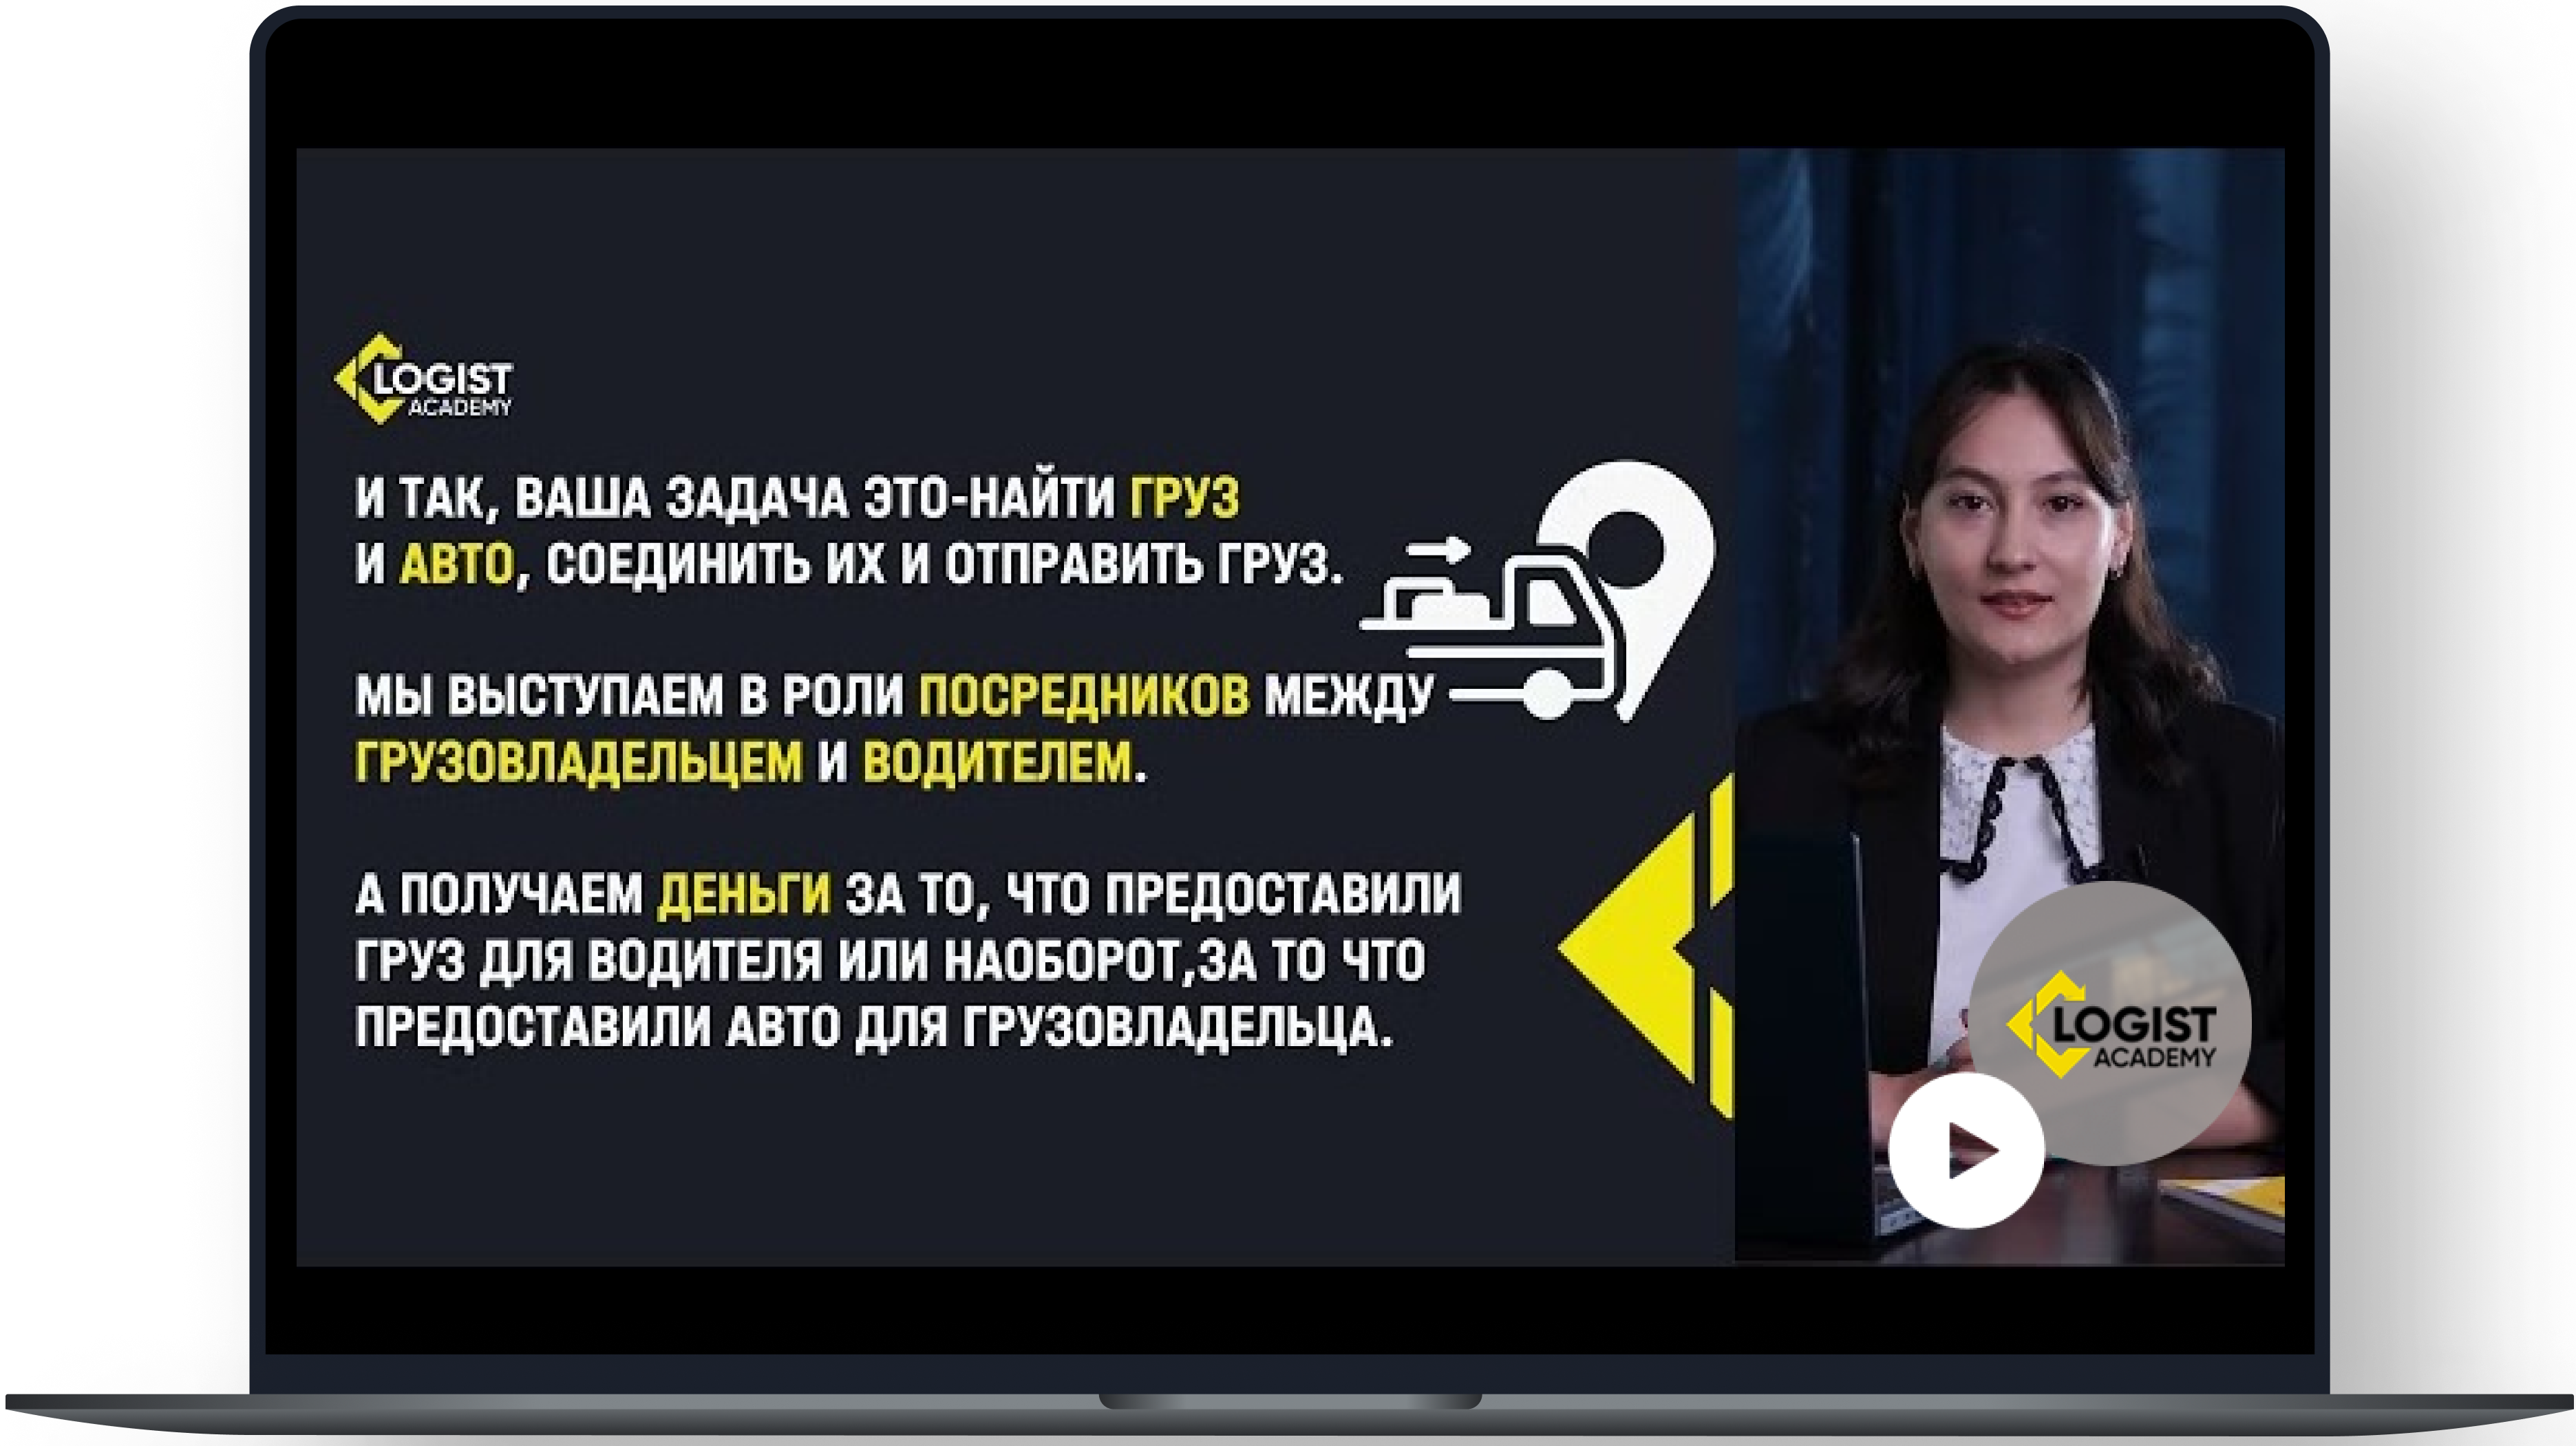 LOGIST
ACADEMY
И ТАК, ВАША ЗАДАЧА ЭТО-НАЙТИ ГРУЗ
И АВТО, СОЕДИНИТЬ ИХ И ОТПРАВИТЬ ГРУЗ.
МЫ ВЫСТУПАЕМ В РОЛИ ПОСРЕДНИКОВ МЕЖДУ
ГРУЗОВЛАДЕЛЬЦЕМ И ВОДИТЕЛЕМ.
А ПОЛУЧАЕМ ДЕНЬГИ ЗА ТО, ЧТО ПРЕДОСТАВИЛИ
ГРУЗ ДЛЯ ВОДИТЕЛЯ ИЛИ НАОБОРОТ,ЗА ТО ЧТО
ПРЕДОСТАВИЛИ АВТО ДЛЯ ГРУЗОВЛАДЕЛЬЦА.
LOGIST
ACADEMY